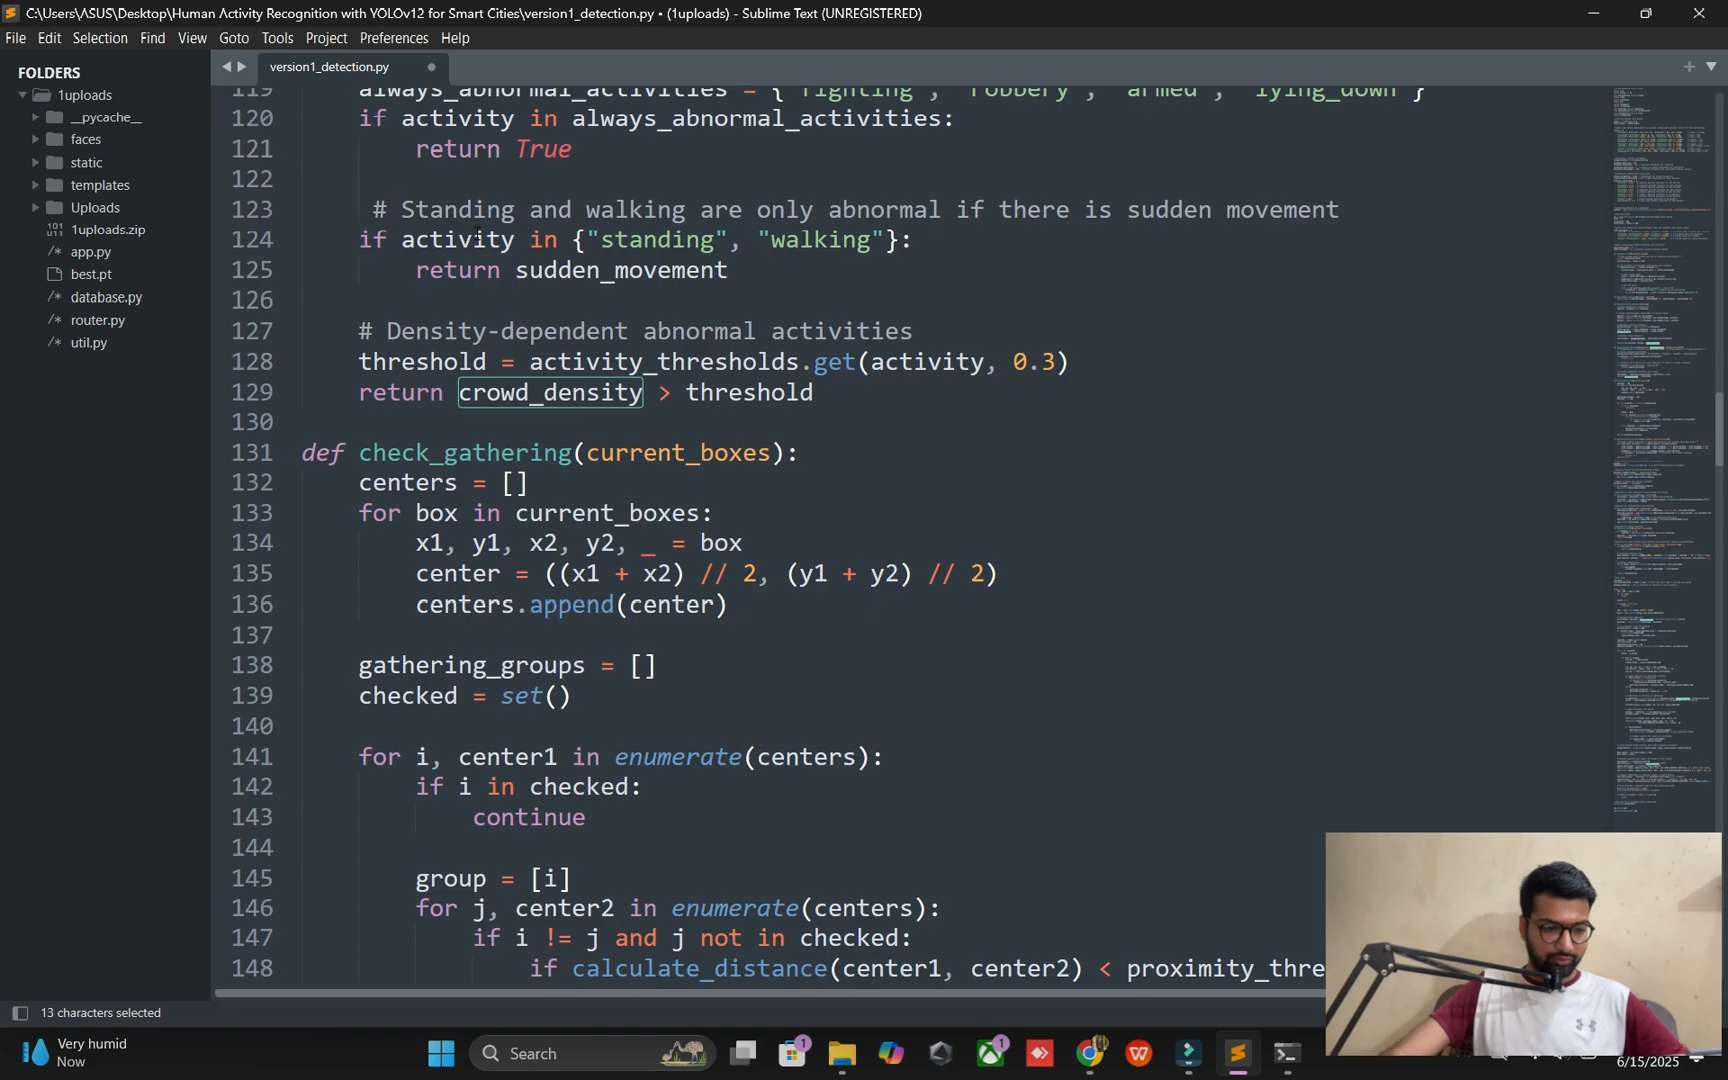 C:\Users\ASUS\Desktop\Human Activity Recognition with YOLOv12 for Smart Cities\version1_detection.py • (1uploads) - Sublime Text (UNREGISTERED)
File Edit Selection Find View Goto Tools Project Preferences Help
FOLDERS
1uploads
__pycache__
faces
static
templates
Uploads
1uploads.zip
app.py
best.pt
database.py
router.py
util.py
version1_detection.py
119 always_abnormal_activities = {"fighting", "robbery", "armed", "lying_down"}
120 if activity in always_abnormal_activities:
121 return True
122
123 # Standing and walking are only abnormal if there is sudden movement
124 if activity in {"standing", "walking"}:
125 return sudden_movement
126
127 # Density-dependent abnormal activities
128 threshold = activity_thresholds.get(activity, 0.3)
129 return crowd_density > threshold
130
131 def check_gathering(current_boxes):
132 centers = []
133 for box in current_boxes:
134 x1, y1, x2, y2, _ = box
135 center = ((x1 + x2) // 2, (y1 + y2) // 2)
136 centers.append(center)
137
138 gathering_groups = []
139 checked = set()
140
141 for i, center1 in enumerate(centers):
142 if i in checked:
143 continue
144
145 group = [i]
146 for j, center2 in enumerate(centers):
147 if i != j and j not in checked:
148 if calculate_distance(center1, center2) < proximity_thre
13 characters selected
Very humid
Now
Search
6/15/2025